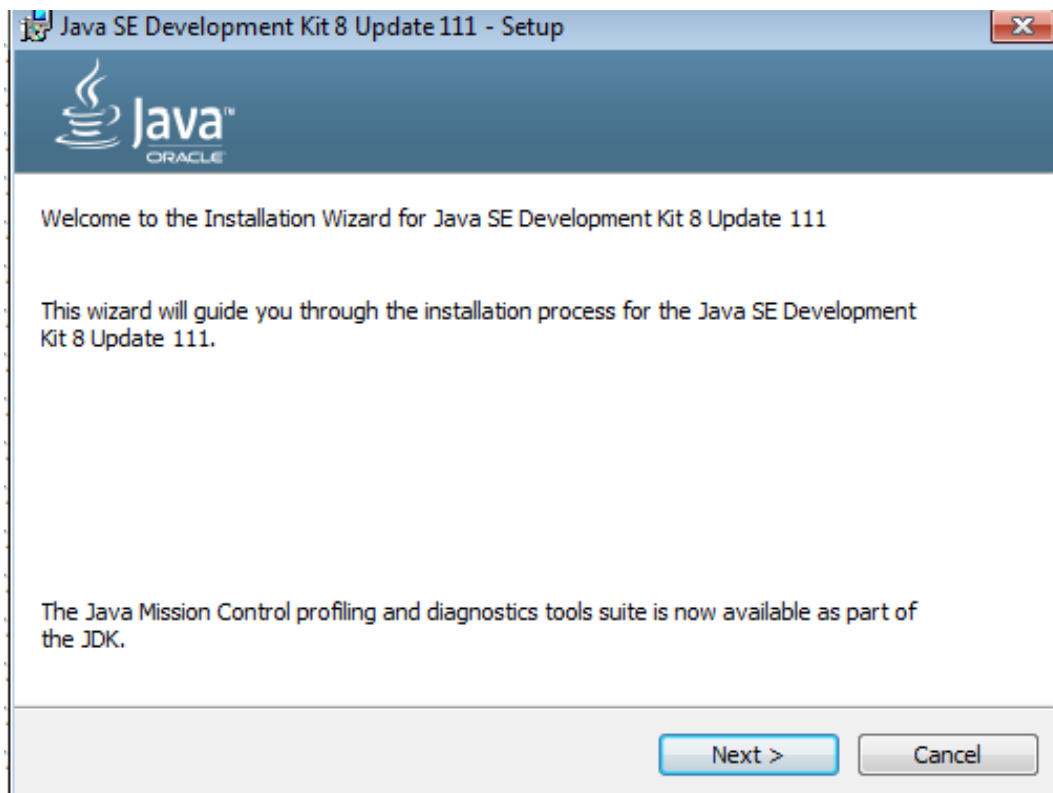 Java SE Development Kit 8 Update 111 - Setup
Java™
ORACLE
Welcome to the Installation Wizard for Java SE Development Kit 8 Update 111
This wizard will guide you through the installation process for the Java SE Development
Kit 8 Update 111.
The Java Mission Control profiling and diagnostics tools suite is now available as part of
the JDK.
Next >
Cancel